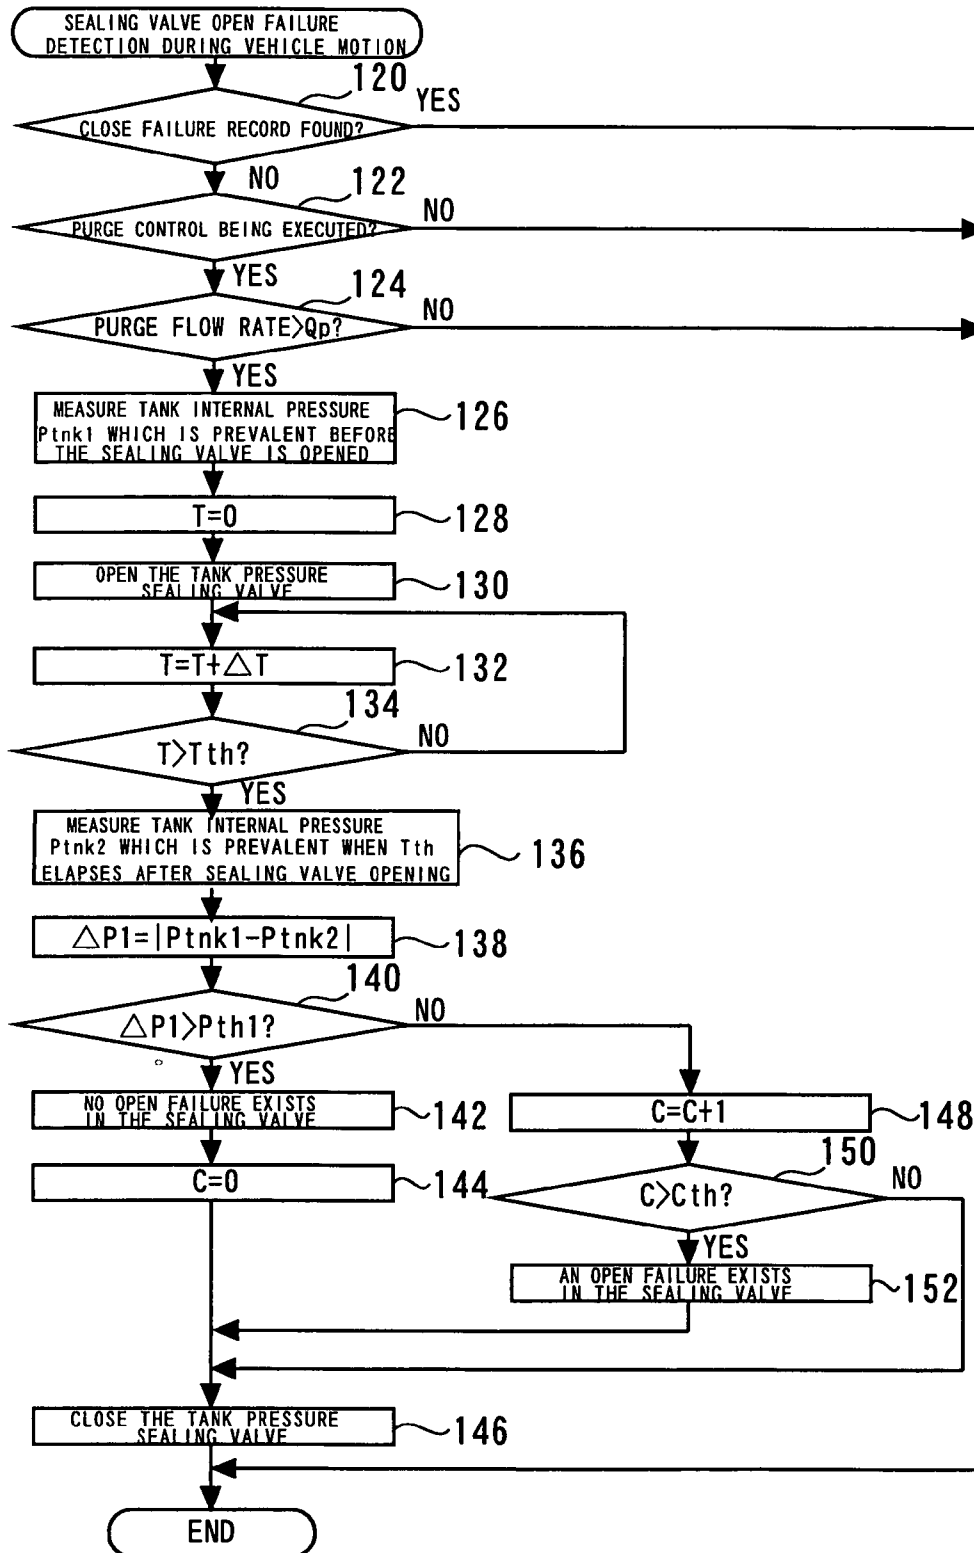 SEALING VALVE OPEN FAILURE
DETECTION DURING VEHICLE MOTION
120
YES
CLOSE FAILURE RECORD FOUND?
NO
122
NO
PURGE CONTROL BEING EXECUTED?
YES
124
NO
PURGE FLOW RATE>Qp?
YES
MEASURE TANK INTERNAL PRESSURE
Ptnk1 WHICH IS PREVALENT BEFORE
THE SEALING VALVE IS OPENED
126
T=0
128
OPEN THE TANK PRESSURE
SEALING VALVE
130
T=T+△T
132
134
NO
T>Tth?
YES
MEASURE TANK INTERNAL PRESSURE
Ptnk2 WHICH IS PREVALENT WHEN Tth
ELAPSES AFTER SEALING VALVE OPENING
136
△P1=|Ptnk1-Ptnk2|
138
140
NO
△P1>Pth1?
YES
NO OPEN FAILURE EXISTS
IN THE SEALING VALVE
142
C=C+1
148
C=0
144
150
NO
C>Cth?
YES
AN OPEN FAILURE EXISTS
IN THE SEALING VALVE
152
CLOSE THE TANK PRESSURE
SEALING VALVE
146
END